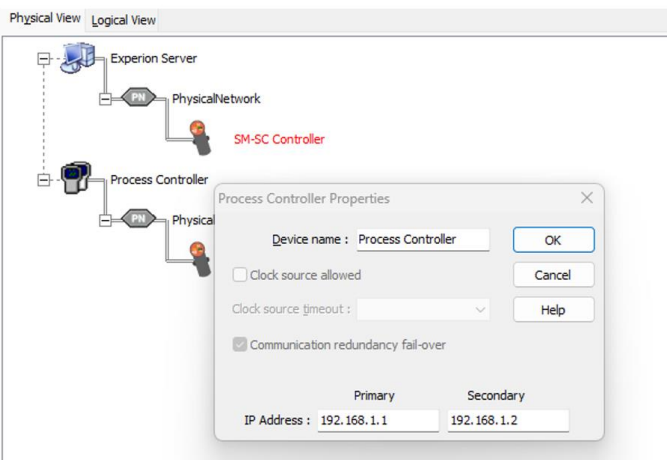 Physical View Logical View
Experion Server
PN PhysicalNetwork
SM-SC Controller
Process Controller
PN Physical
Process Controller Properties
Device name : Process Controller OK
Clock source allowed Cancel
Clock source timeout : Help
Communication redundancy fail-over
Primary Secondary
IP Address : 192.168.1.1 192.168.1.2